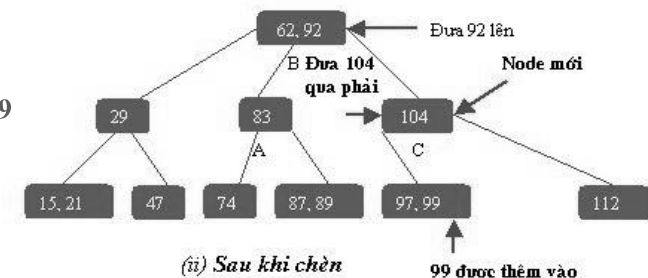 62, 92
Đưa 92 lên
B Đưa 104
qua phải
Node mới
9
29
83
104
A
C
15, 21
47
74
87, 89
97, 99
112
(ii) Sau khi chèn
99 được thêm vào